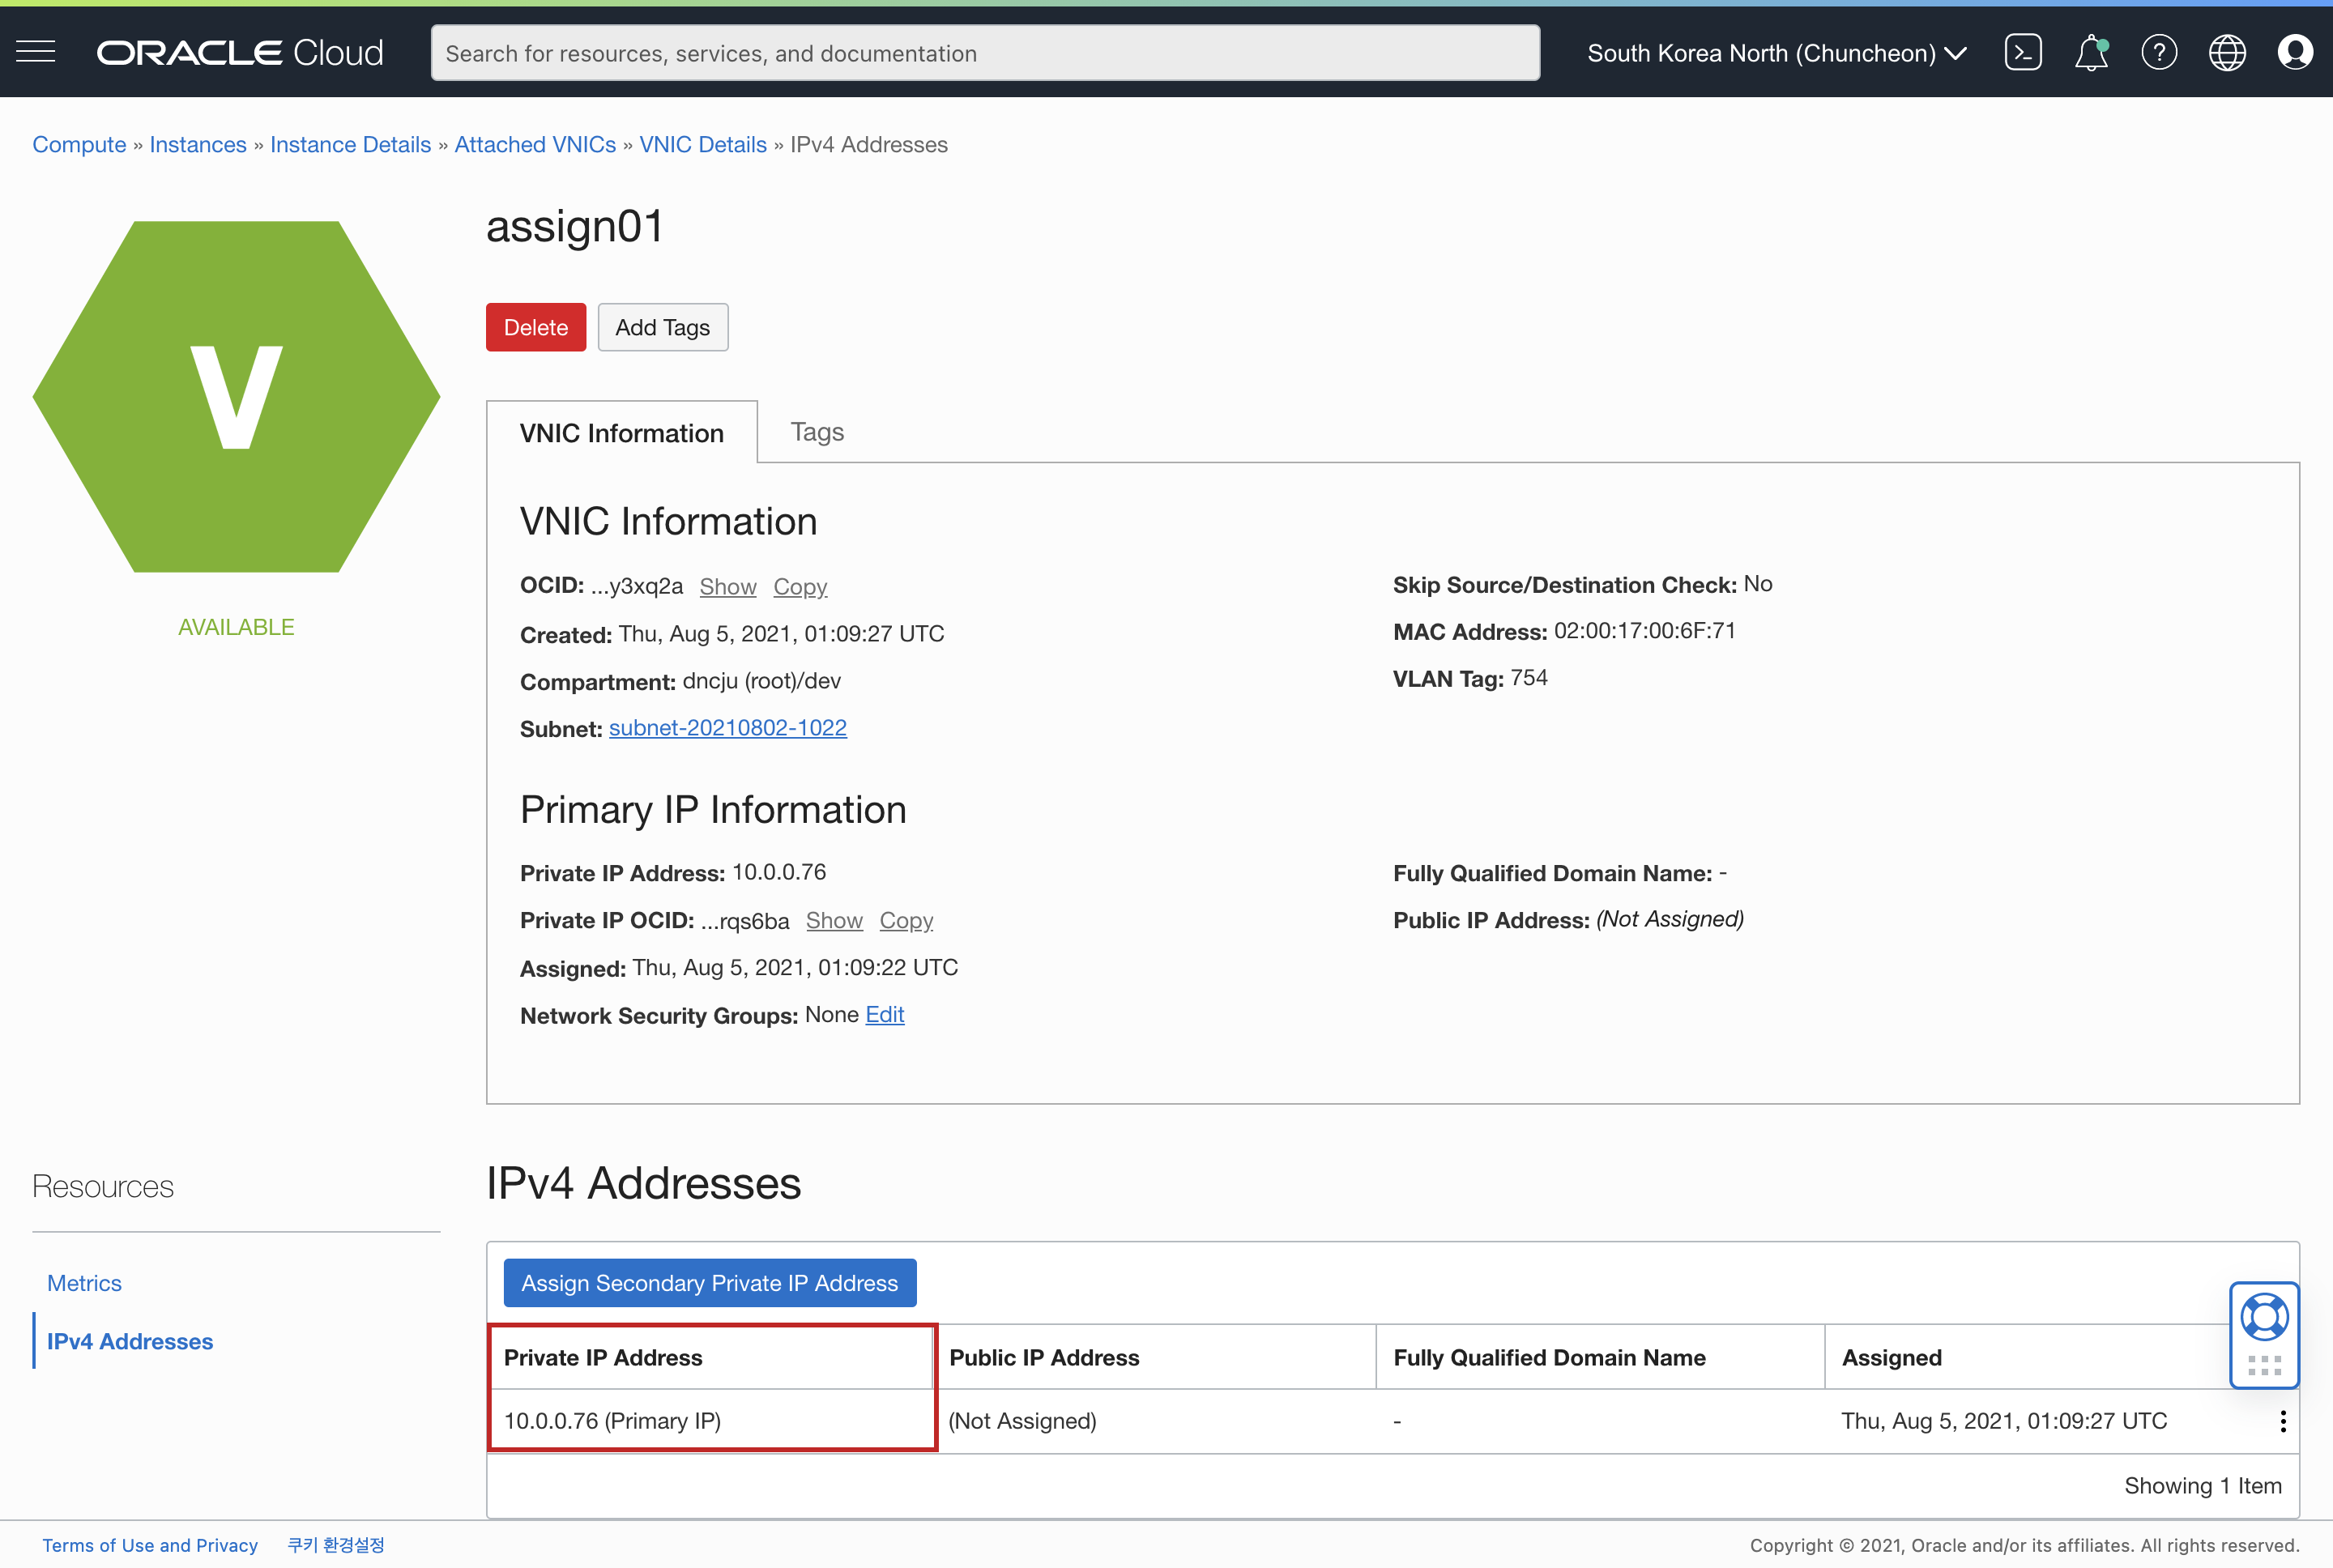 ORACLE Cloud
Search for resources, services, and documentation
South Korea North (Chuncheon)
Compute » Instances » Instance Details » Attached VNICs » VNIC Details » IPv4 Addresses
V
AVAILABLE
assign01
Delete
Add Tags
VNIC Information
Tags
VNIC Information
OCID: ...y3xq2a Show Copy
Created: Thu, Aug 5, 2021, 01:09:27 UTC
Compartment: dncju (root)/dev
Subnet: subnet-20210802-1022
Skip Source/Destination Check: No
MAC Address: 02:00:17:00:6F:71
VLAN Tag: 754
Primary IP Information
Private IP Address: 10.0.0.76
Private IP OCID: ...rqs6ba Show Copy
Assigned: Thu, Aug 5, 2021, 01:09:22 UTC
Network Security Groups: None Edit
Fully Qualified Domain Name: -
Public IP Address: (Not Assigned)
Resources
Metrics
IPv4 Addresses
IPv4 Addresses
Assign Secondary Private IP Address
Private IP Address Public IP Address Fully Qualified Domain Name Assigned
10.0.0.76 (Primary IP) (Not Assigned) - Thu, Aug 5, 2021, 01:09:27 UTC
Showing 1 Item
Terms of Use and Privacy 쿠키 환경설정
Copyright © 2021, Oracle and/or its affiliates. All rights reserved.